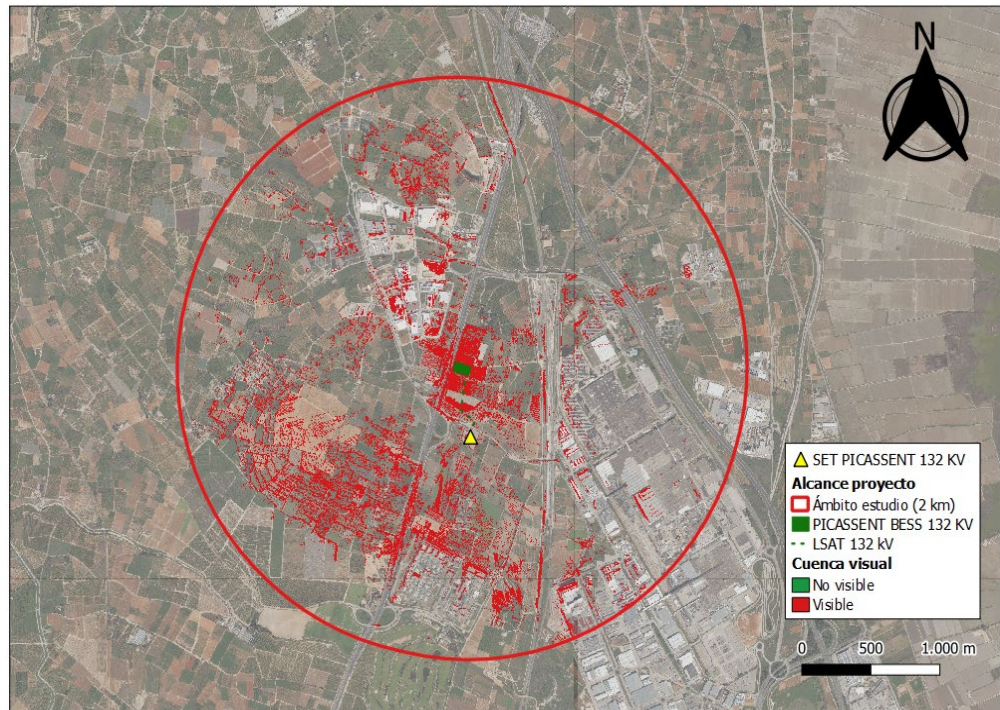 N
SET PICASSENT 132 KV
Alcance proyecto
Ámbito estudio (2 km)
PICASSENT BESS 132 KV
LSAT 132 kV
Cuenca visual
No visible
Visible
0 500 1.000 m